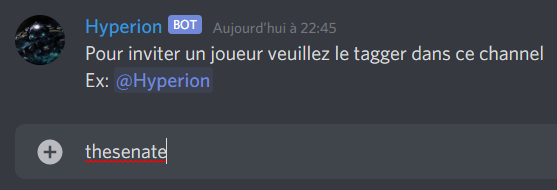 Hyperion BOT Aujourd'hui à 22:45
Pour inviter un joueur veuillez le tagger dans ce channel
Ex: @Hyperion
thesenate